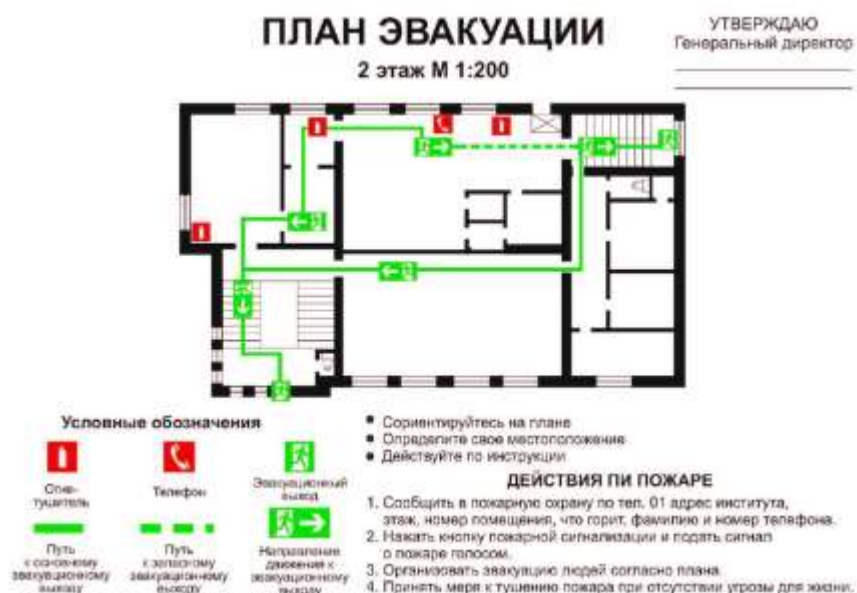 ПЛАН ЭВАКУАЦИИ
2 этаж М 1:200
УТВЕРЖДАЮ
Генеральный директор
Условные обозначения
Огне-
тушитель
Телефон
Эвакуационный
выход
Путь
к основному
эвакуационному
выходу
Путь
к запасному
эвакуационному
выходу
Направление
движения к
эвакуационному
выходу
Сориентируйтесь на плане
Определите свое местоположение
Действуйте по инструкции
ДЕЙСТВИЯ ПИ ПОЖАРЕ
1. Сообщить в пожарную охрану по тел. 01 адрес института,
этаж, номер помещения, что горит, фамилию и номер телефона.
2. Нажать кнопку пожарной сигнализации и подать сигнал
о пожаре голосом.
3. Организовать эвакуацию людей согласно плана.
4. Принять меря к тушению пожара при отсутствии угрозы для жизни.